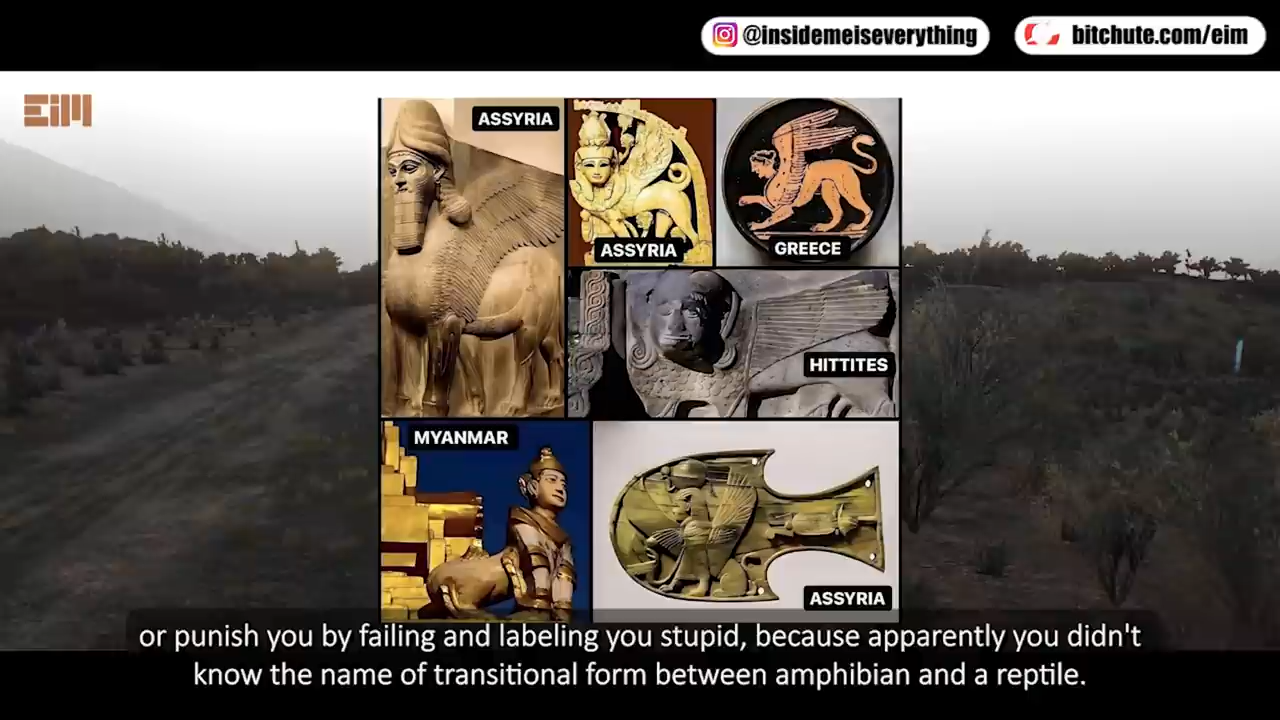 @insidemeiseverything
bitchute.com/eim
EiM
ASSYRIA
ASSYRIA
GREECE
HITTITES
MYANMAR
ASSYRIA
or punish you by failing and labeling you stupid, because apparently you didn't
know the name of transitional form between amphibian and a reptile.